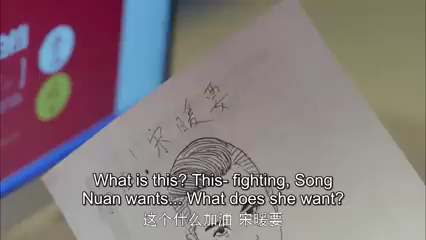 宋暖要
What is this? This- fighting, Song
Nuan wants... What does she want?
这个什么加油 宋暖要